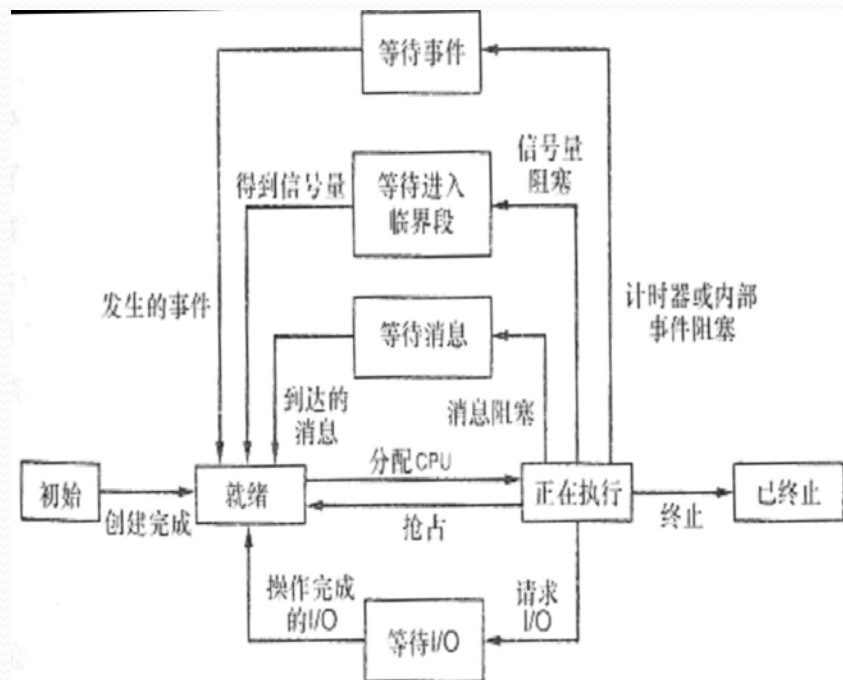 等待事件
信号量
阻塞
得到信号量
等待进入
临界段
发生的事件
计时器或内部
事件阻塞
等待消息
到达的
消息
消息阻塞
分配CPU
初始
就绪
正在执行
已终止
创建完成
抢占
终止
操作完成
的I/O
请求
I/O
等待I/O